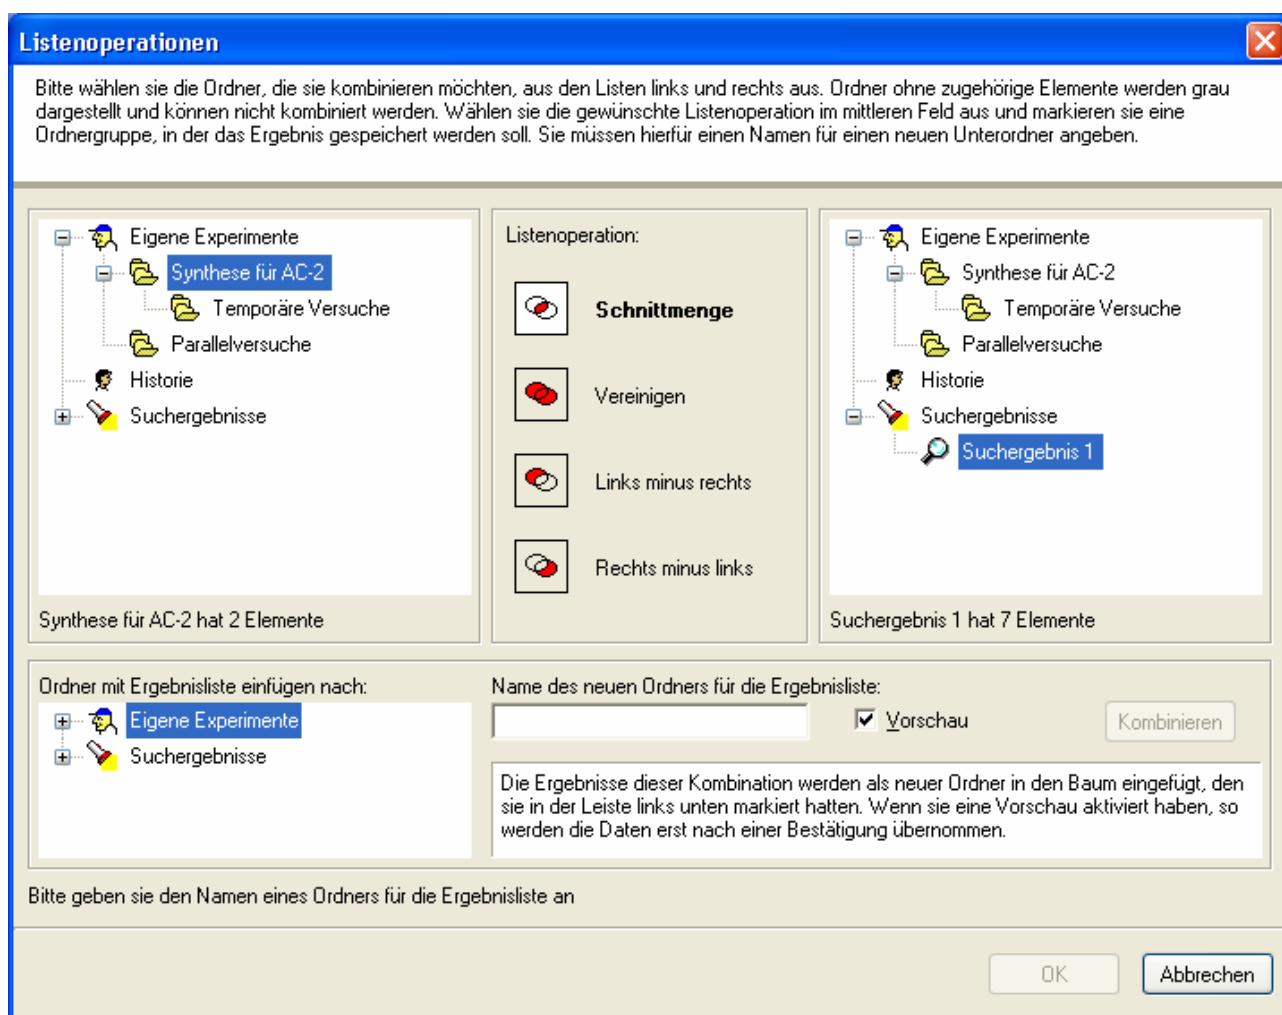 Listenoperationen
Bitte wählen sie die Ordner, die sie kombinieren möchten, aus den Listen links und rechts aus. Ordner ohne zugehörige Elemente werden grau
dargestellt und können nicht kombiniert werden. Wählen sie die gewünschte Listenoperation im mittleren Feld aus und markieren sie eine
Ordnergruppe, in der das Ergebnis gespeichert werden soll. Sie müssen hierfür einen Namen für einen neuen Unterordner angeben.
Eigene Experimente
Synthese für AC-2
Temporäre Versuche
Parallelversuche
Historie
Suchergebnisse
Synthese für AC-2 hat 2 Elemente
Listenoperation:
Schnittmenge
Vereinigen
Links minus rechts
Rechts minus links
Eigene Experimente
Synthese für AC-2
Temporäre Versuche
Parallelversuche
Historie
Suchergebnisse
Suchergebnis 1
Suchergebnis 1 hat 7 Elemente
Ordner mit Ergebnisliste einfügen nach:
Eigene Experimente
Suchergebnisse
Name des neuen Ordners für die Ergebnisliste:
Vorschau
Kombinieren
Die Ergebnisse dieser Kombination werden als neuer Ordner in den Baum eingefügt, den
sie in der Leiste links unten markiert hatten. Wenn sie eine Vorschau aktiviert haben, so
werden die Daten erst nach einer Bestätigung übernommen.
Bitte geben sie den Namen eines Ordners für die Ergebnisliste an
OK
Abbrechen